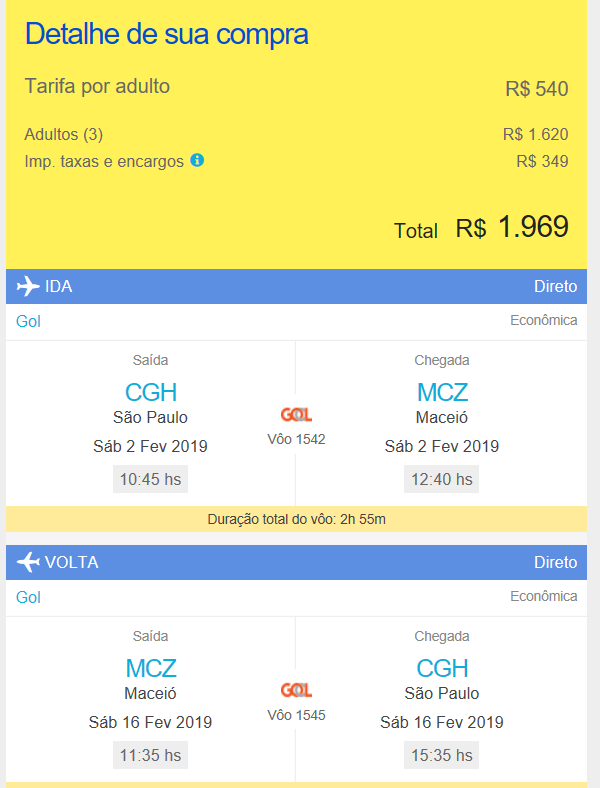 Detalhe de sua compra
Tarifa por adulto R$ 540
Adultos (3) R$ 1.620
Imp. taxas e encargos R$ 349
Total R$ 1.969
IDA Direto
Gol Econômica
Saída Chegada
CGH MCZ
São Paulo GOL Maceió
Sáb 2 Fev 2019 Vôo 1542 Sáb 2 Fev 2019
10:45 hs 12:40 hs
Duração total do vôo: 2h 55m
VOLTA Direto
Gol Econômica
Saída Chegada
MCZ CGH
Maceió GOL São Paulo
Sáb 16 Fev 2019 Vôo 1545 Sáb 16 Fev 2019
11:35 hs 15:35 hs